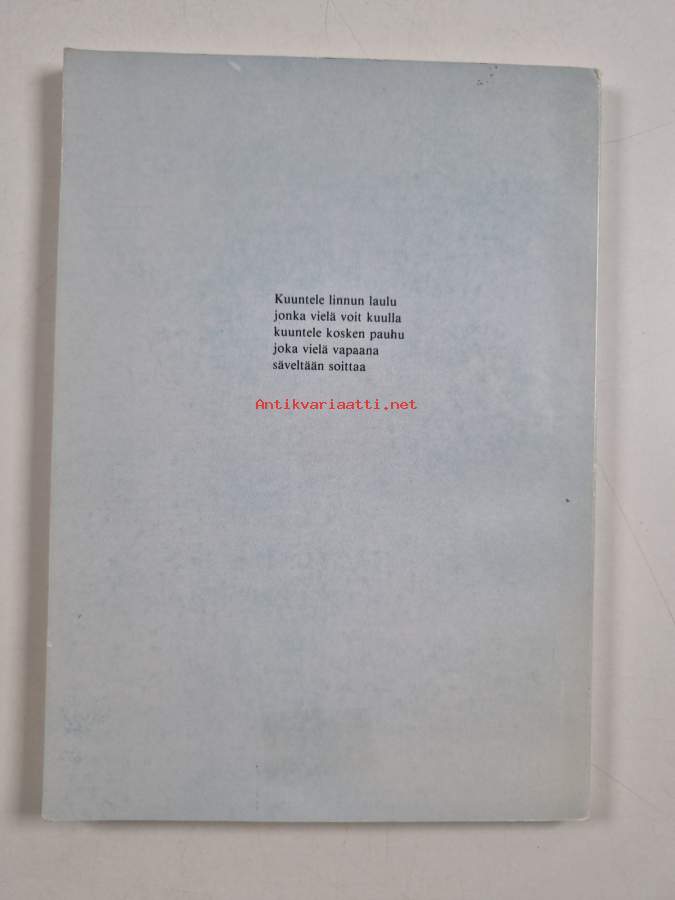 Kuuntele linnun laulu
jonka vielä voit kuulla
kuuntele kosken pauhu
joka vielä vapaana
säveltään soittaa
Antikvariaatti.net